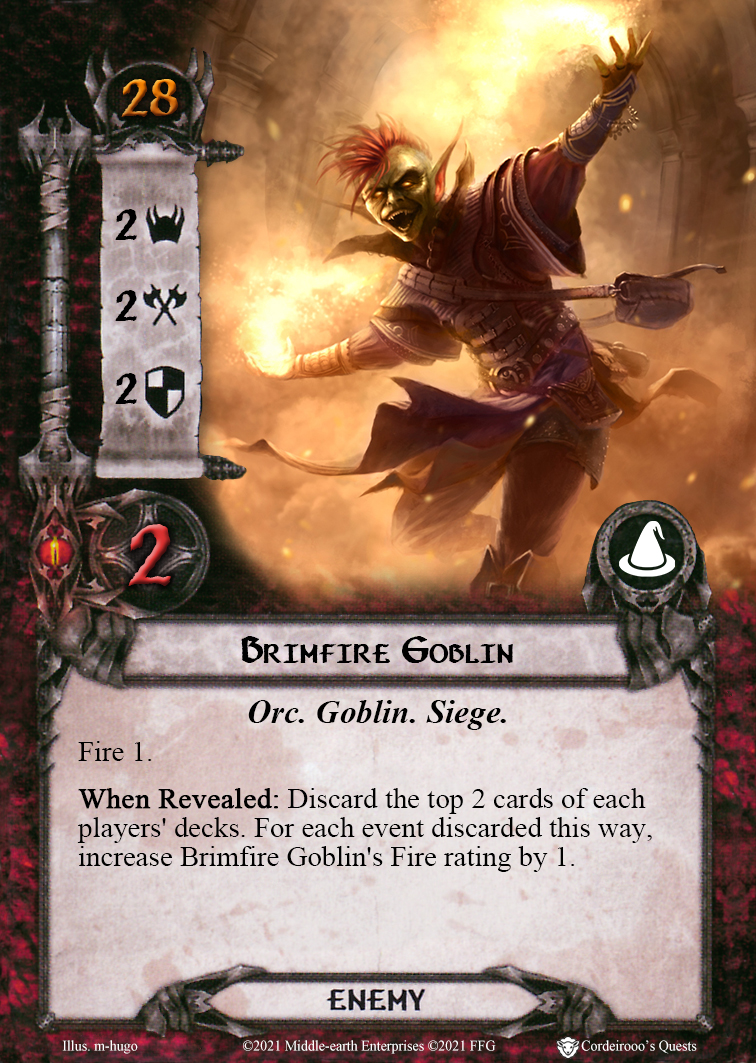 28
2
2
2
2
Brimfire Goblin
Orc. Goblin. Siege.
Fire 1.
When Revealed: Discard the top 2 cards of each
players' decks. For each event discarded this way,
increase Brimfire Goblin's Fire rating by 1.
ENEMY
Illus. m-hugo ©2021 Middle-earth Enterprises ©2021 FFG Cordeirooo's Quests